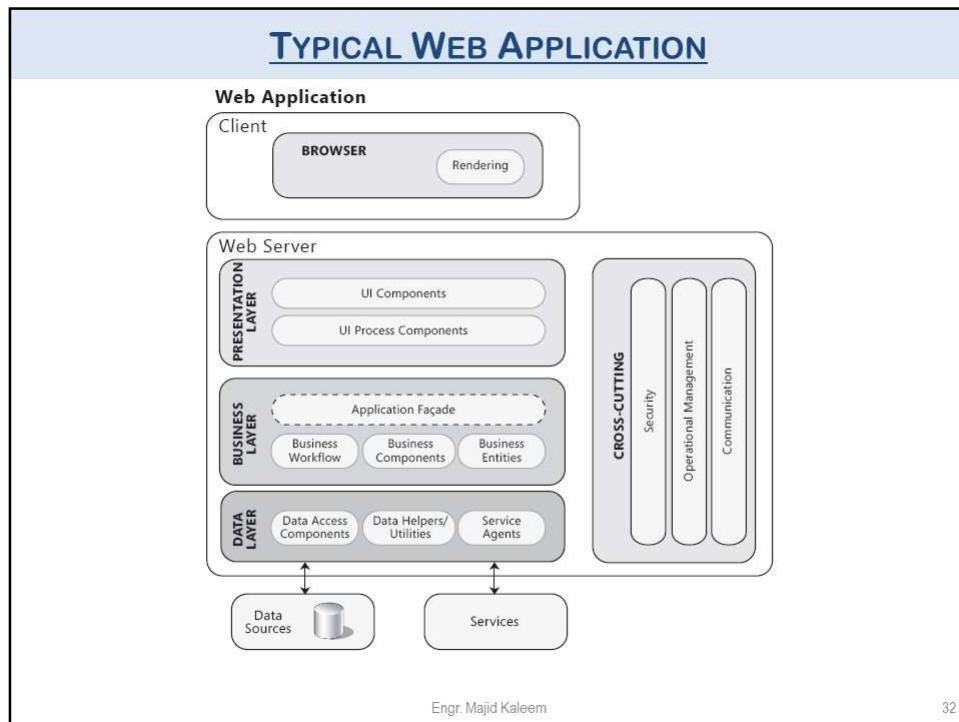 TYPICAL WEB APPLICATION
Web Application
Client
BROWSER
Rendering
Web Server
PRESENTATION
LAYER
UI Components
UI Process Components
BUSINESS
LAYER
Application Façade
Business
Workflow
Business
Components
Business
Entities
DATA
LAYER
Data Access
Components
Data Helpers/
Utilities
Service
Agents
CROSS-CUTTING
Security
Operational Management
Communication
Data
Sources
Services
Engr. Majid Kaleem
32